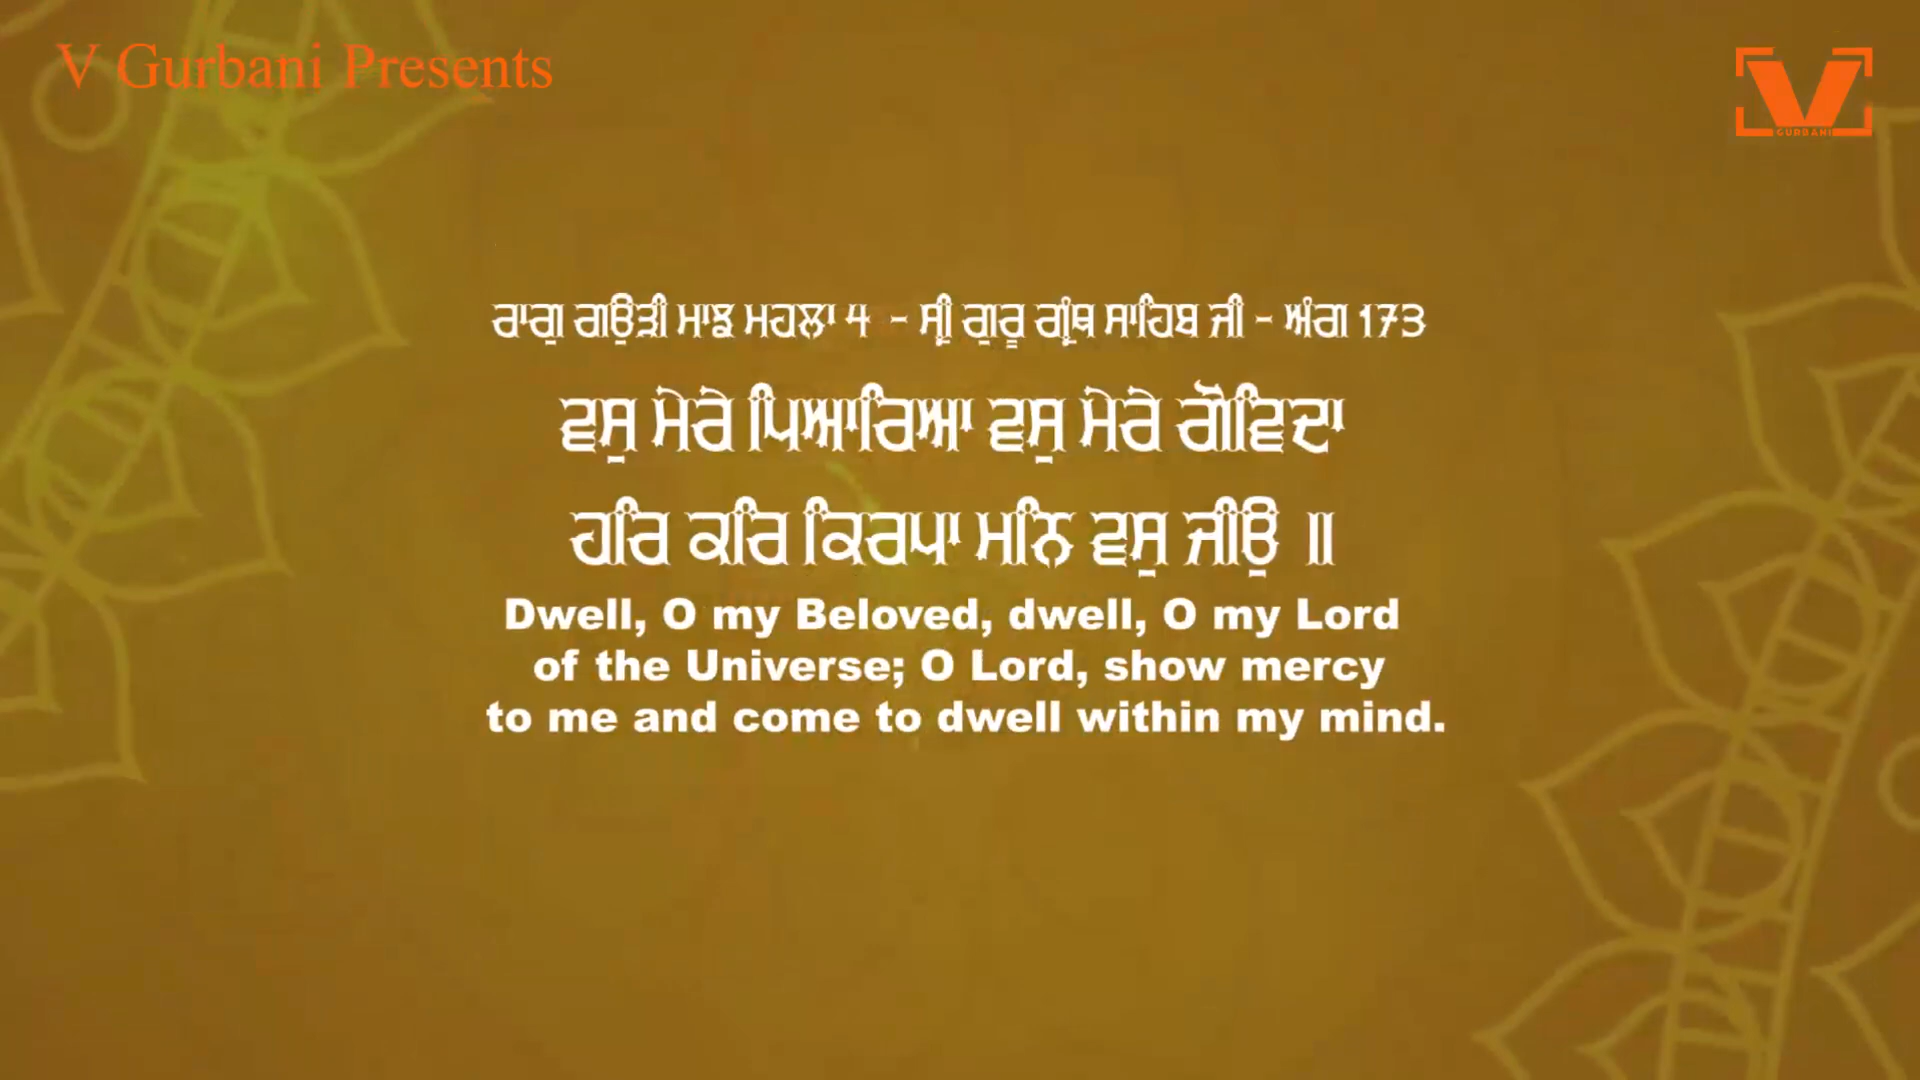 V Gurbani Presents
V
GURBANI
ਰਾਗੁ ਗਉੜੀ ਮਾਝ ਮਹਲਾ 4 - ਸ੍ਰੀ ਗੁਰੂ ਗ੍ਰੰਥ ਸਾਹਿਬ ਜੀ - ਅੰਗ 173
ਵਸੁ ਮੇਰੇ ਪਿਆਰਿਆ ਵਸੁ ਮੇਰੇ ਗੋਵਿਦਾ
ਹਰਿ ਕਰਿ ਕਿਰਪਾ ਮਨਿ ਵਸੁ ਜੀਉ ॥
Dwell, O my Beloved, dwell, O my Lord
of the Universe; O Lord, show mercy
to me and come to dwell within my mind.